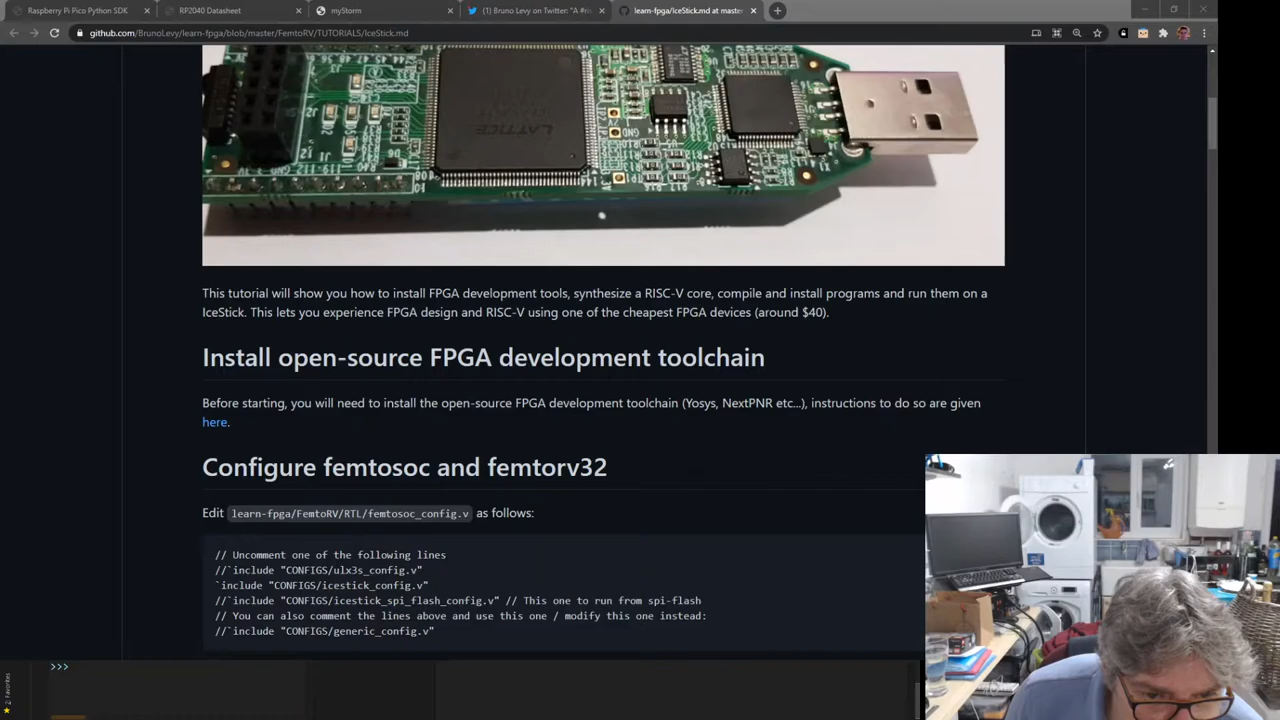 Raspberry Pi Pico Python SDK
RP2040 Datasheet
myStorm
(1) Bruno Levy on Twitter: "A #ris
learn-fpga/IceStick.md at master
github.com/BrunoLevy/learn-fpga/blob/master/FemtoRV/TUTORIALS/IceStick.md
LATTICE
GND
This tutorial will show you how to install FPGA development tools, synthesize a RISC-V core, compile and install programs and run them on a
IceStick. This lets you experience FPGA design and RISC-V using one of the cheapest FPGA devices (around $40).
Install open-source FPGA development toolchain
Before starting, you will need to install the open-source FPGA development toolchain (Yosys, NextPNR etc...), instructions to do so are given
here.
Configure femtosoc and femtorv32
Edit learn-fpga/FemtoRV/RTL/femtosoc_config.v as follows:
// Uncomment one of the following lines
//`include "CONFIGS/ulx3s_config.v"
`include "CONFIGS/icestick_config.v"
//`include "CONFIGS/icestick_spi_flash_config.v" // This one to run from spi-flash
// You can also comment the lines above and use this one / modify this one instead:
//`include "CONFIGS/generic_config.v"
>>>
2: Favorites